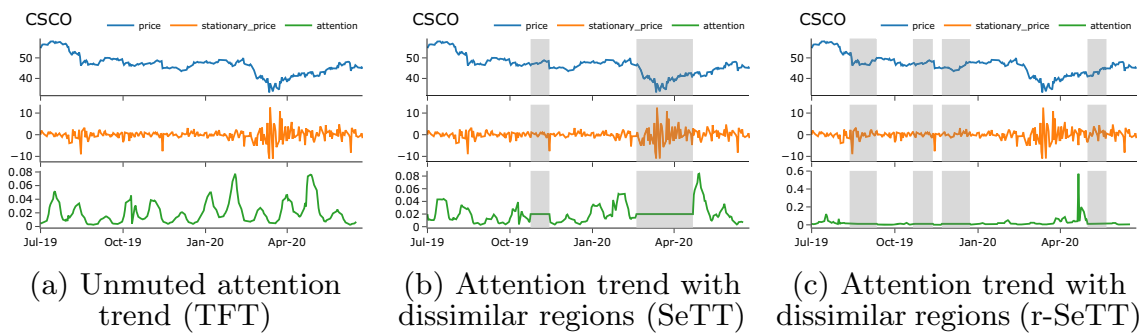 CSCO
price stationary_price attention
50
40
10
0
−10
0.08
0.06
0.04
0.02
0
Jul-19 Oct-19 Jan-20 Apr-20
(a) Unmuted attention
trend (TFT)
CSCO
price stationary_price attention
50
40
10
0
−10
0.08
0.06
0.04
0.02
0
Jul-19 Oct-19 Jan-20 Apr-20
(b) Attention trend with
dissimilar regions (SeTT)
CSCO
price stationary_price attention
50
40
10
0
−10
0.6
0.4
0.2
0
Jul-19 Oct-19 Jan-20 Apr-20
(c) Attention trend with
dissimilar regions (r-SeTT)